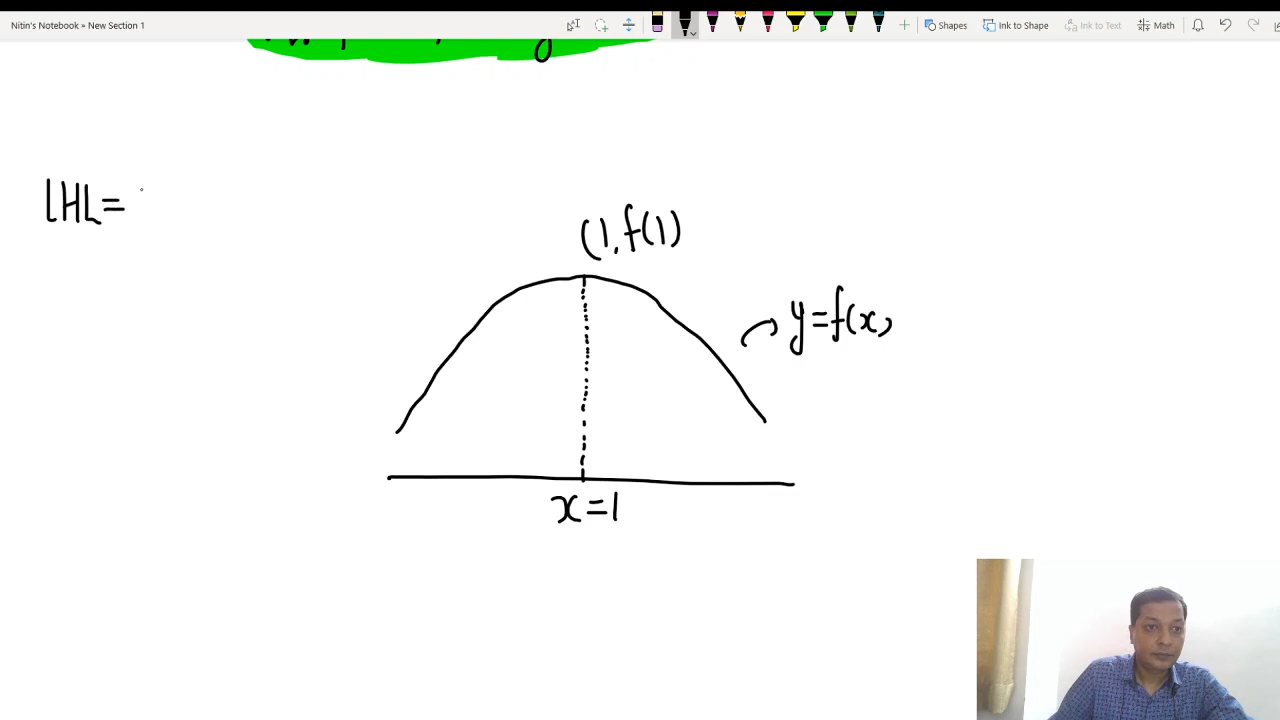 Nitin's Notebook » New Section 1
Shapes Ink to Shape Ink to Text Math
LHL=
(1,f(1)
y=f(x)
x=1